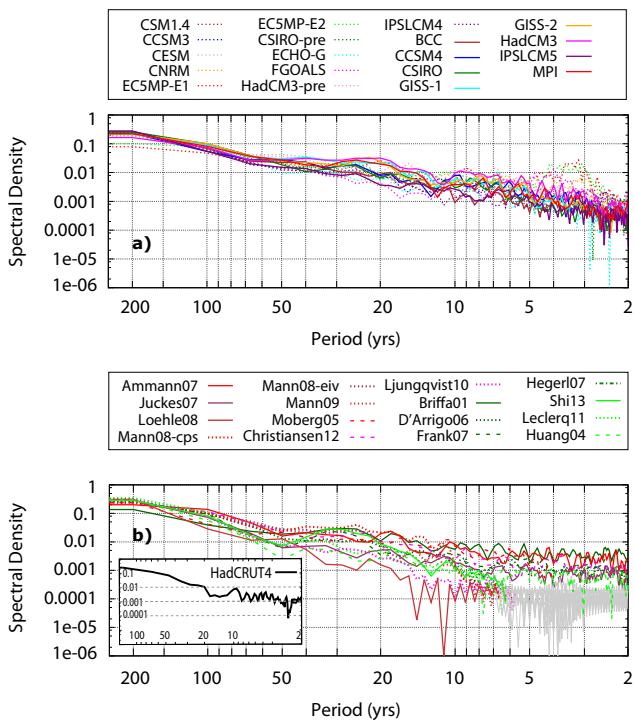 CSM1.4 EC5MP-E2 IPSLCM4 GISS-2
CCSM3 CSIRO-pre BCC HadCM3
CESM ECHO-G CCSM4 IPSLCM5
CNRM FGOALS CSIRO MPI
EC5MP-E1 HadCM3-pre GISS-1
1
0.1
0.01
0.001
0.0001
1e-05
1e-06
Spectral Density
a)
200 100 50 20 10 5 2
Period (yrs)
Ammann07 Mann08-eiv Ljungqvist10 Hegerl07
Juckes07 Mann09 Briffa01 Shi13
Loehle08 Moberg05 D'Arrigo06 Leclerq11
Mann08-cps Christiansen12 Frank07 Huang04
1
0.1
0.01
0.001
0.0001
1e-05
1e-06
Spectral Density
b)
HadCRUT4
0.1
0.01
0.001
0.0001
100 50 20 10 2
200 100 50 20 10 5 2
Period (yrs)